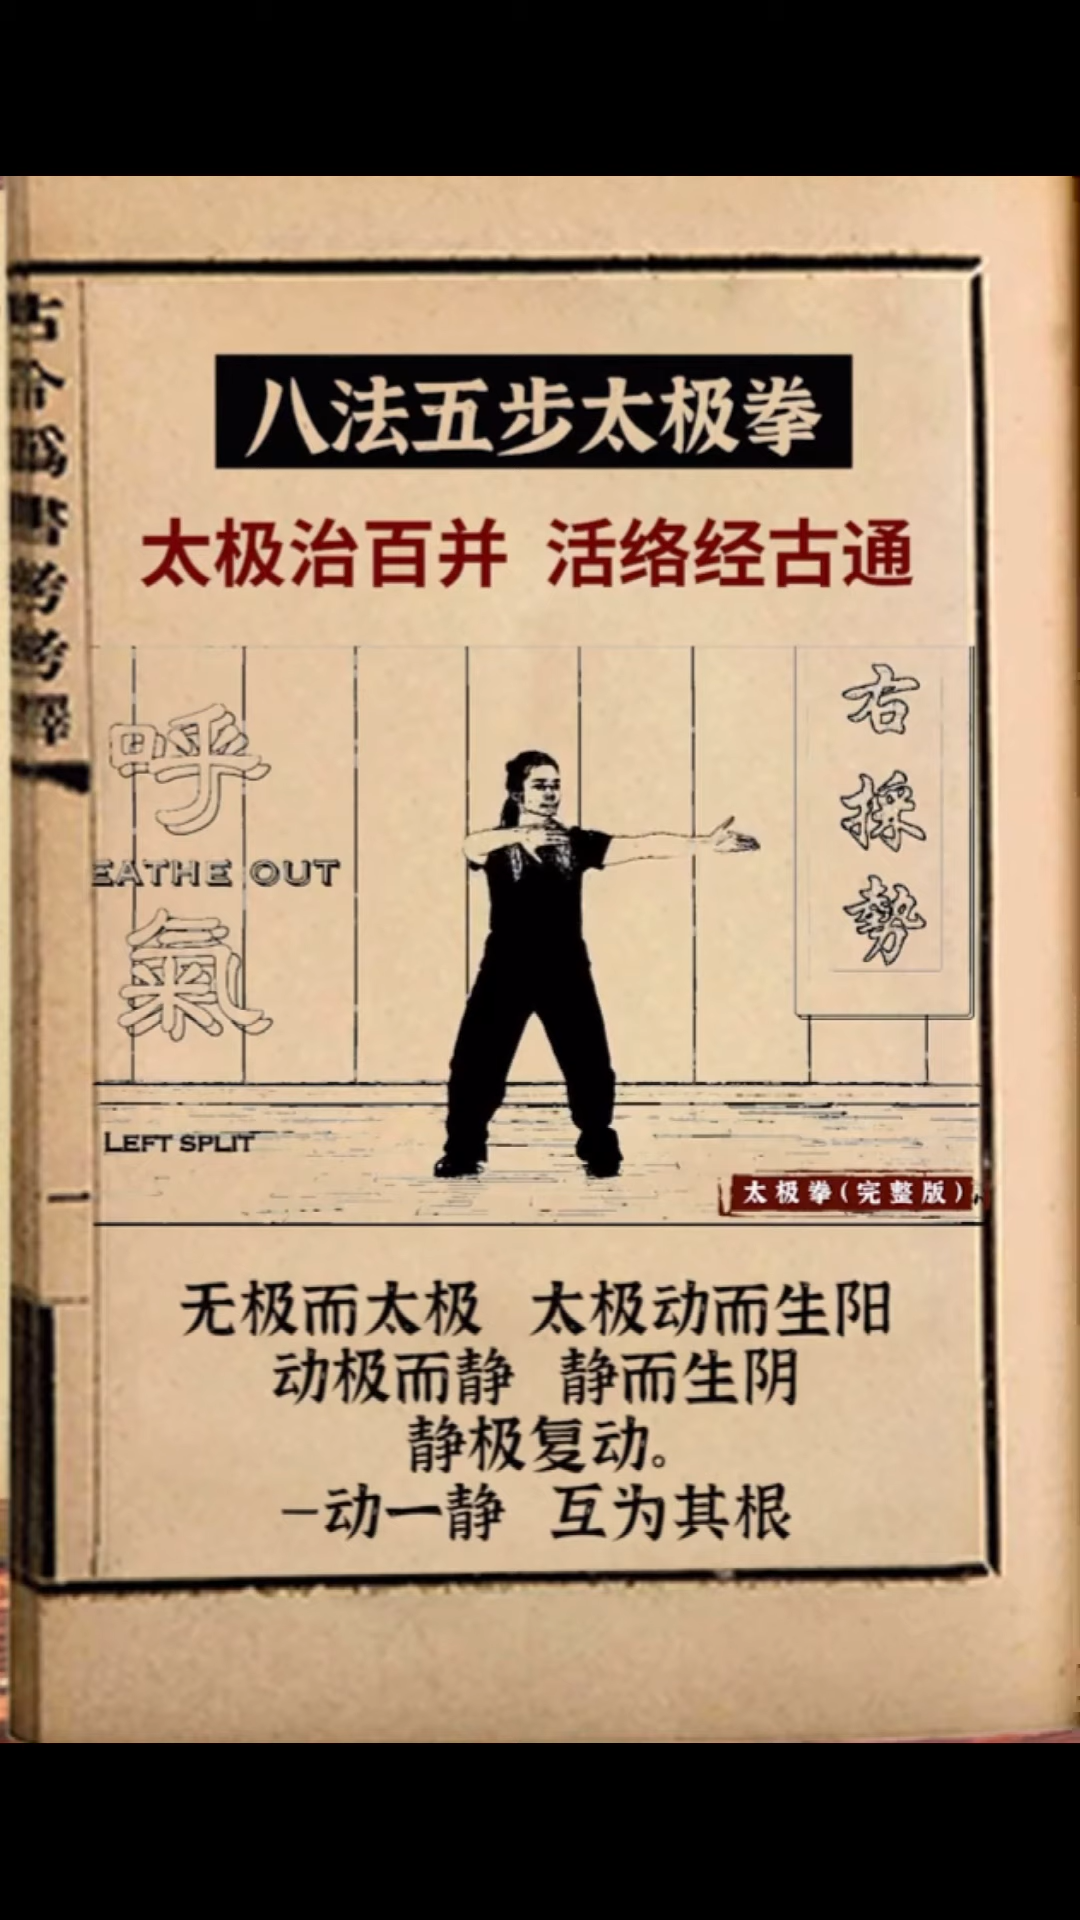 八法五步太极拳
太极治百并 活络经古通
呼
EATHE OUT
氣
右
採
勢
LEFT SPLIT
太极拳(完整版)
一
无极而太极 太极动而生阳
动极而静 静而生阴
静极复动。
一动一静 互为其根